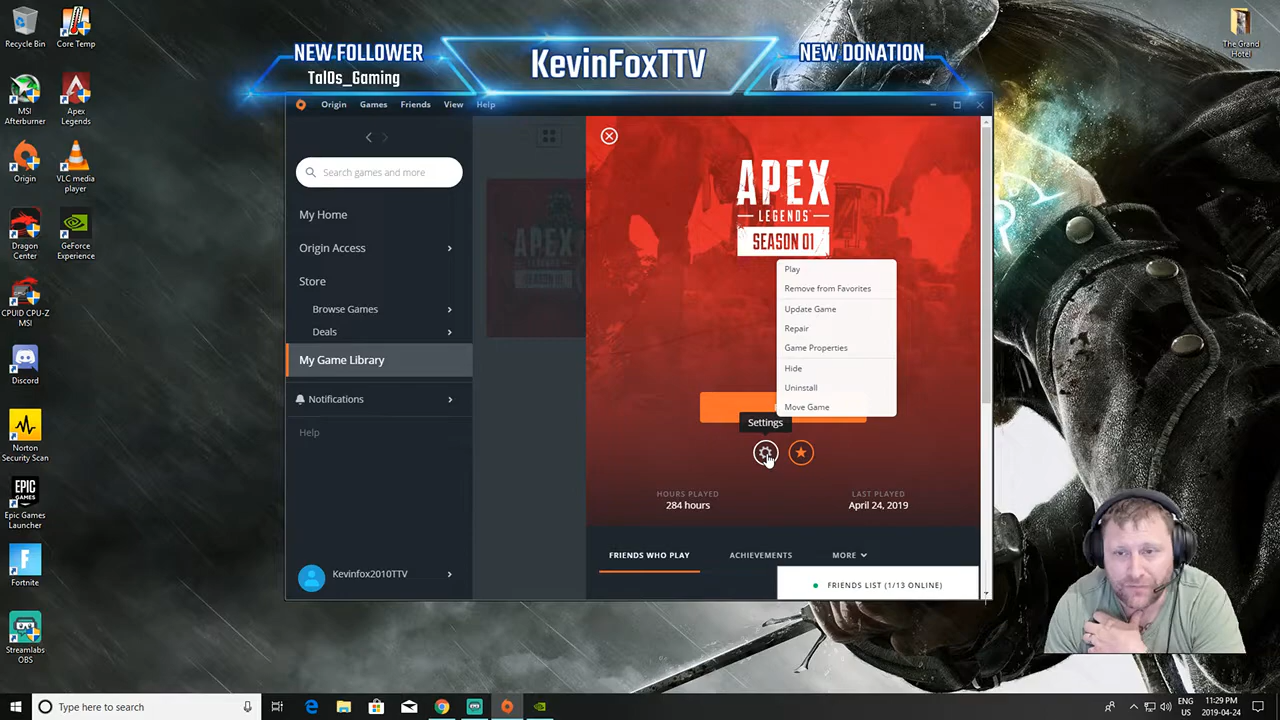 NEW FOLLOWER
TalOs_Gaming
KevinFoxTTV
NEW DONATION
Recycle Bin
Core Temp
The Grand Hotel
MSI Afterburner
Apex Legends
Origin
VLC media player
Dragon Center
GeForce Experience
CPUID CPU-Z MSI
Discord
Norton Security Scan
Epic Games Launcher
Fortnite
Streamlabs OBS
Origin Games Friends View Help
Search games and more
My Home
Origin Access
Store
Browse Games
Deals
My Game Library
Notifications
Help
Kevinfox2010TTV
APEX
LEGENDS
SEASON 01
APEX
LEGENDS
SEASON 01
Play
Remove from Favorites
Update Game
Repair
Game Properties
Hide
Uninstall
Move Game
Settings
HOURS PLAYED
284 hours
LAST PLAYED
April 24, 2019
FRIENDS WHO PLAY
ACHIEVEMENTS
MORE
FRIENDS LIST (1/13 ONLINE)
Type here to search
ENG
US
11:29 PM
2019-04-24